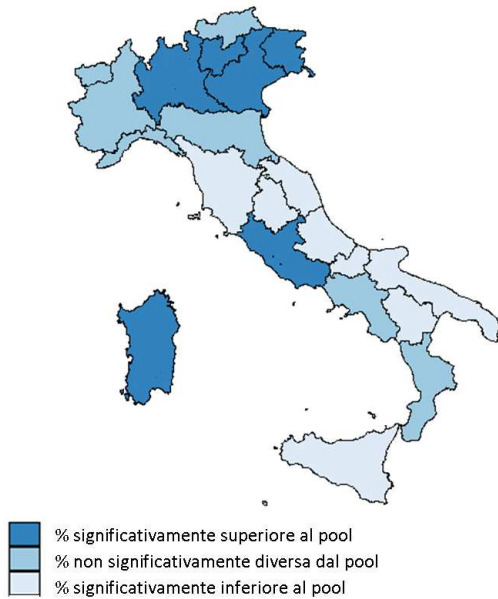 % significativamente superiore al pool
% non significativamente diversa dal pool
% significativamente inferiore al pool